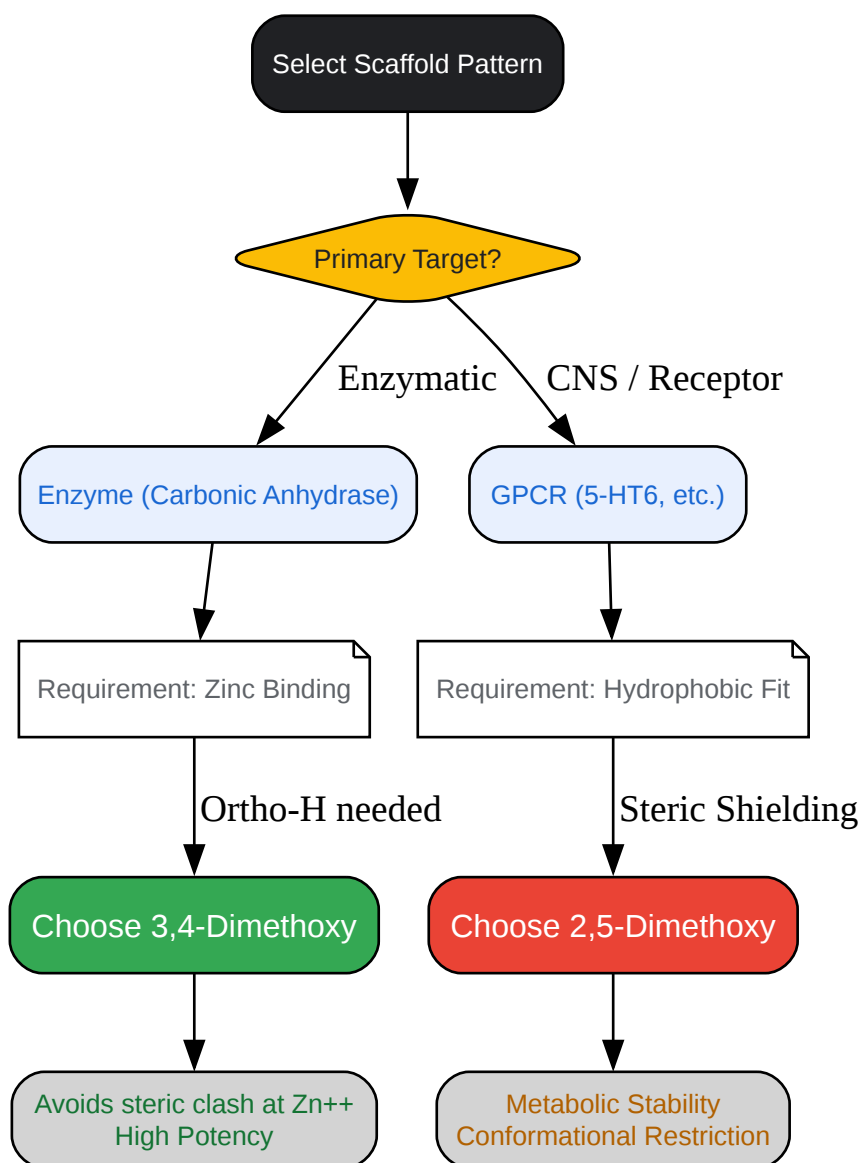 Select Scaffold Pattern
Primary Target?
Enzymatic
CNS / Receptor
Enzyme (Carbonic Anhydrase)
GPCR (5-HT6, etc.)
Requirement: Zinc Binding
Requirement: Hydrophobic Fit
Ortho-H needed
Steric Shielding
Choose 3,4-Dimethoxy
Choose 2,5-Dimethoxy
Avoids steric clash at Zn++
High Potency
Metabolic Stability
Conformational Restriction